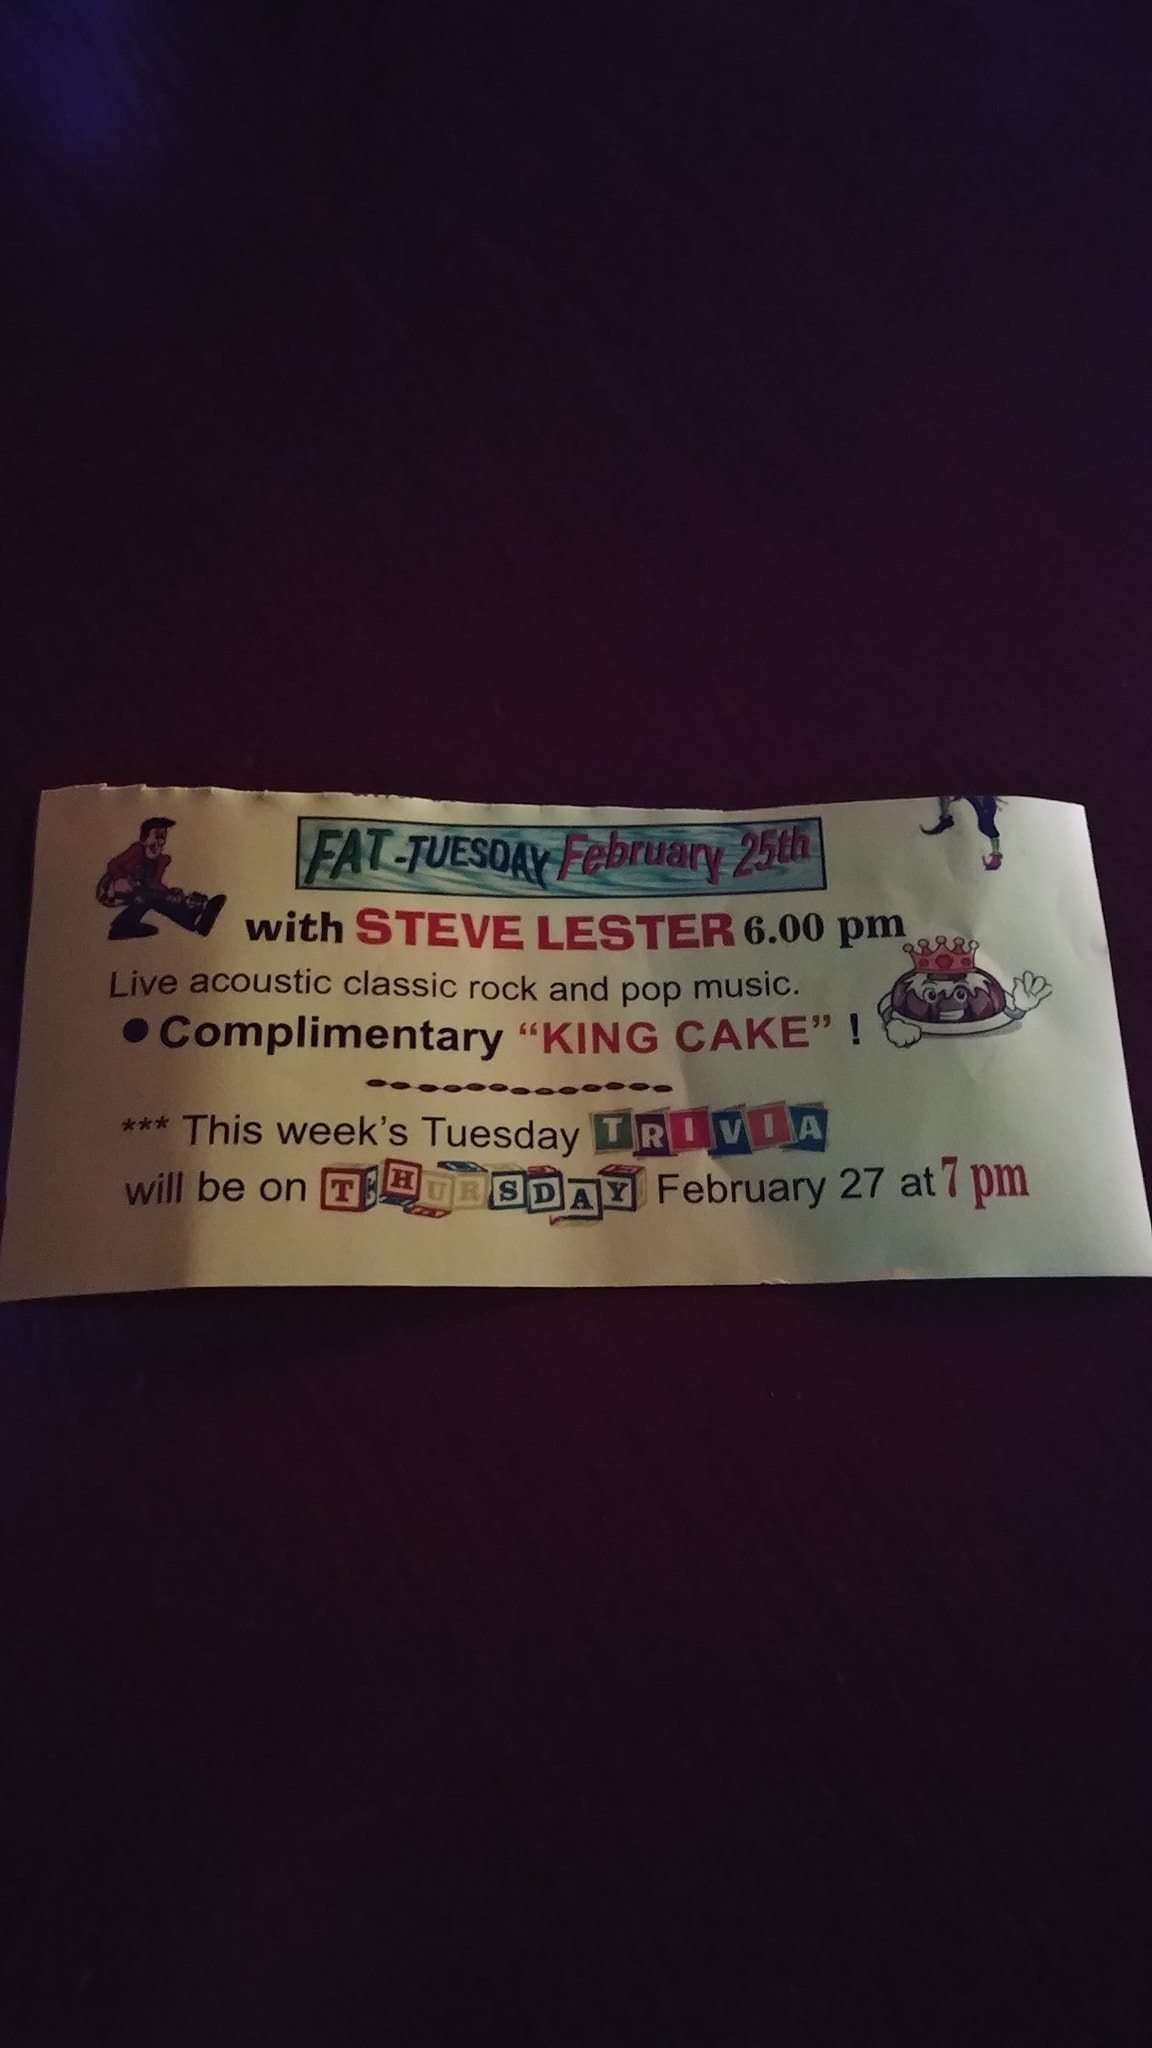 FAT-TUESDAY February 25th
with STEVE LESTER 6.00 pm
Live acoustic classic rock and pop music.
• Complimentary "KING CAKE" !
*** This week's Tuesday TRIVIA
will be on THURSDAY February 27 at 7 pm